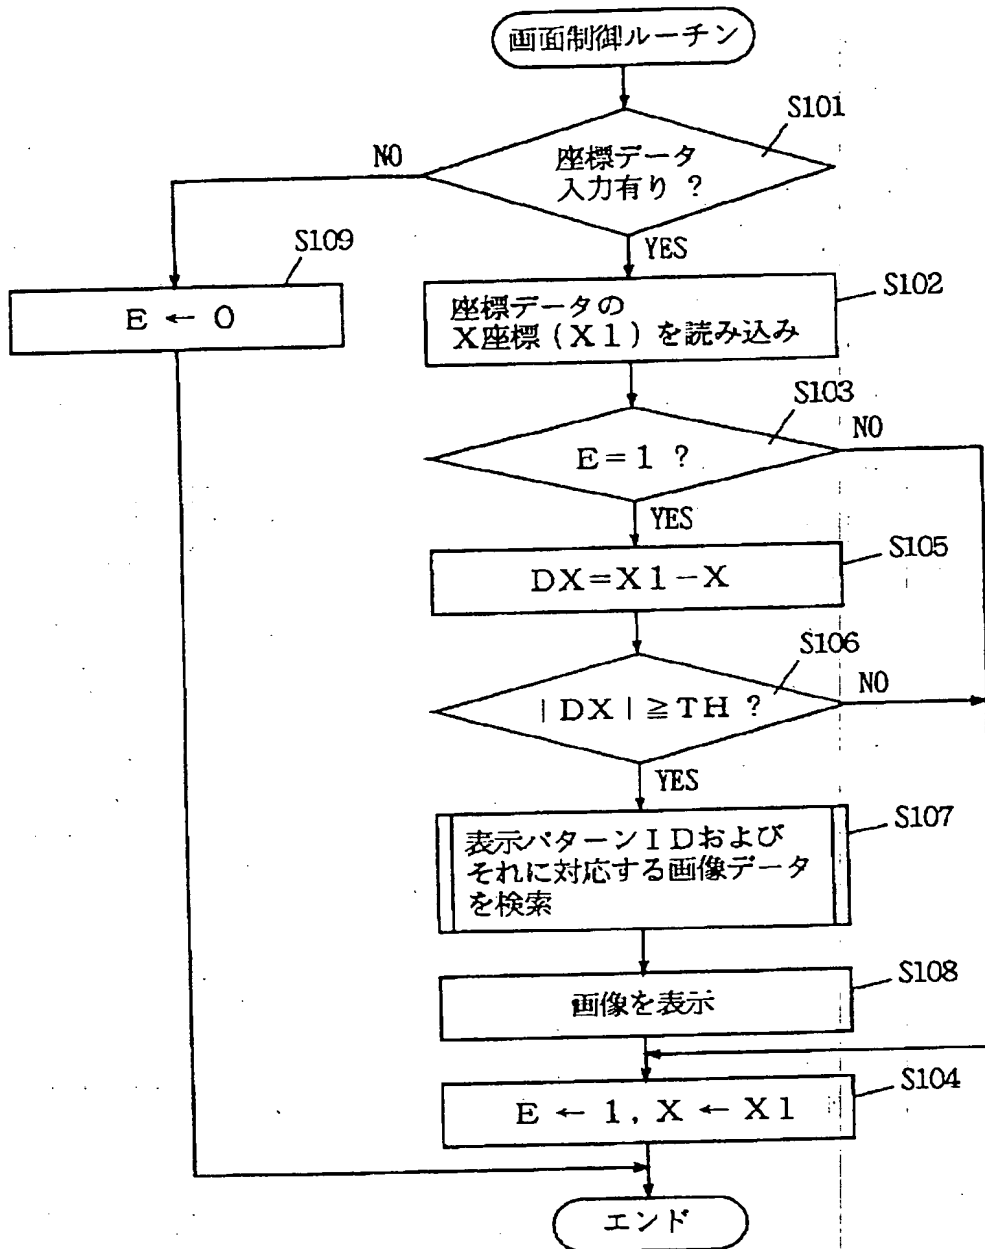 画面制御ルーチン
S101
NO
座標データ
入力有り ?
YES
S109
E ← 0
S102
座標データの
X座標(X1)を読み込み
S103
NO
E=1 ?
YES
S105
DX=X1-X
S106
NO
|DX|≧TH ?
YES
S107
表示パターンIDおよび
それに対応する画像データ
を検索
S108
画像を表示
S104
E ← 1, X ← X1
エンド